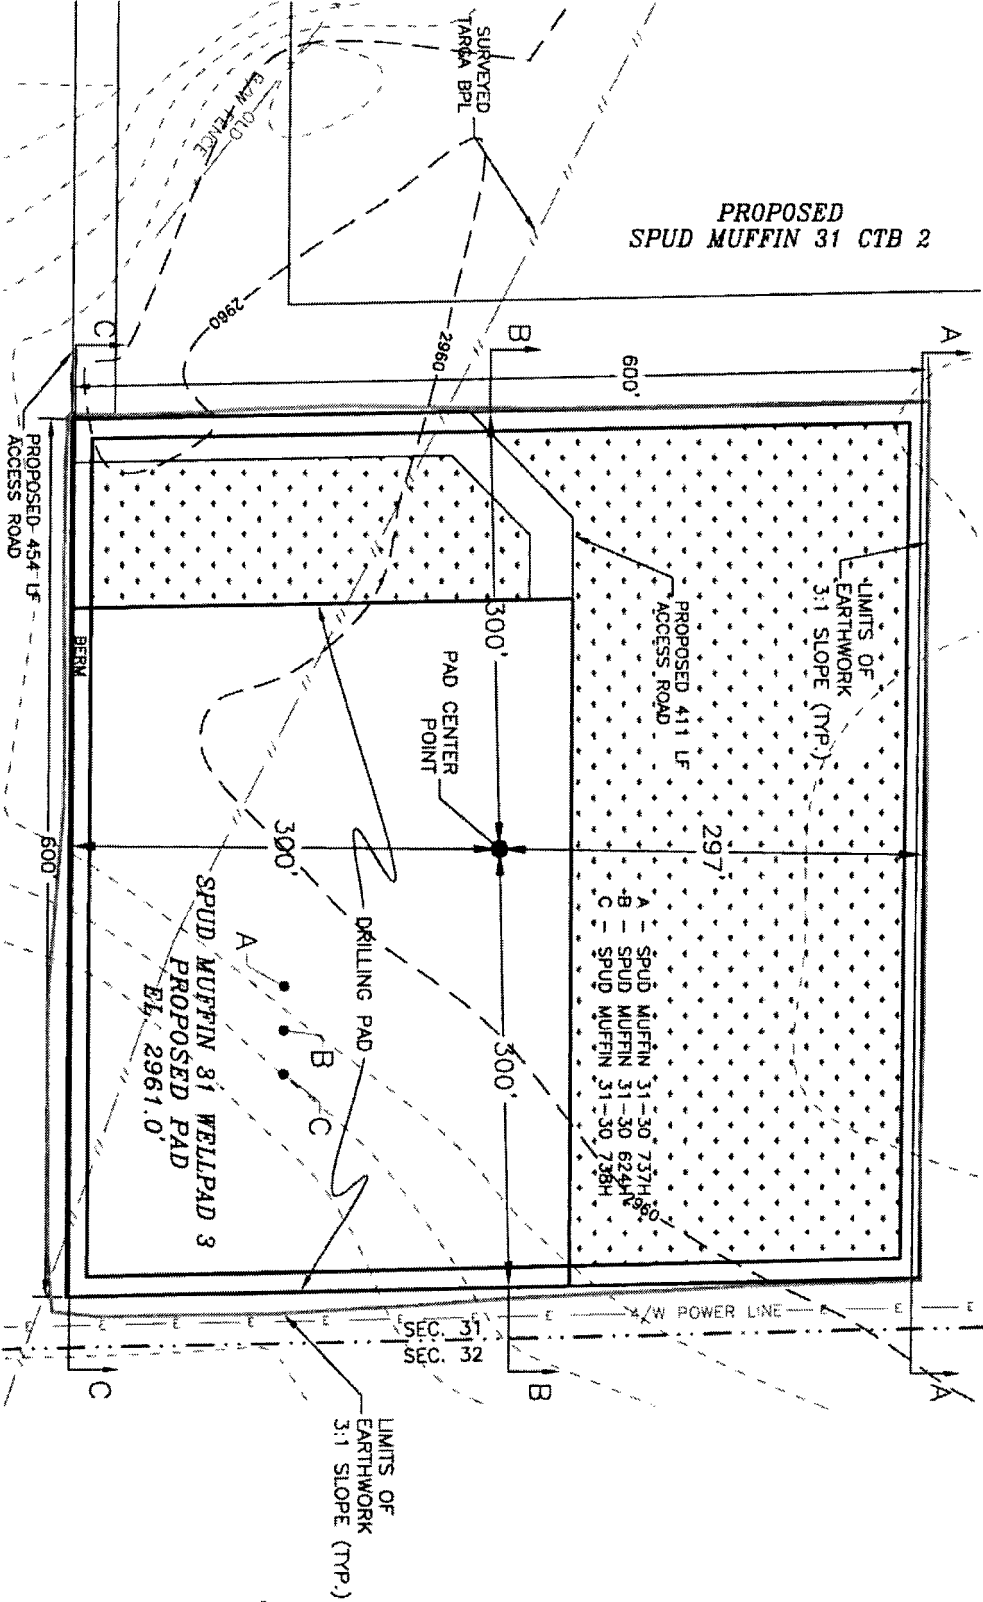 PROPOSED
SPUD MUFFIN 31 CTB 2
SURVEYED
TARGA BPL
OLD
B/W FENCE
2960
2960
A
B
C
600'
LIMITS OF
EARTHWORK
3:1 SLOPE (TYP.)
PROPOSED 411 LF
ACCESS ROAD
PROPOSED 454 LF
ACCESS ROAD
BERM
300'
PAD CENTER
POINT
297'
300'
300'
600'
A - SPUD MUFFIN 31-30 737H
B - SPUD MUFFIN 31-30 624H
C - SPUD MUFFIN 31-30 738H
2960
DRILLING PAD
A
B
C
SPUD MUFFIN 31 WELLPAD 3
PROPOSED PAD
EL. 2961.0'
4/W POWER LINE
E
E
E
E
E
E
E
E
SEC. 31
SEC. 32
A
B
C
LIMITS OF
EARTHWORK
3:1 SLOPE (TYP.)